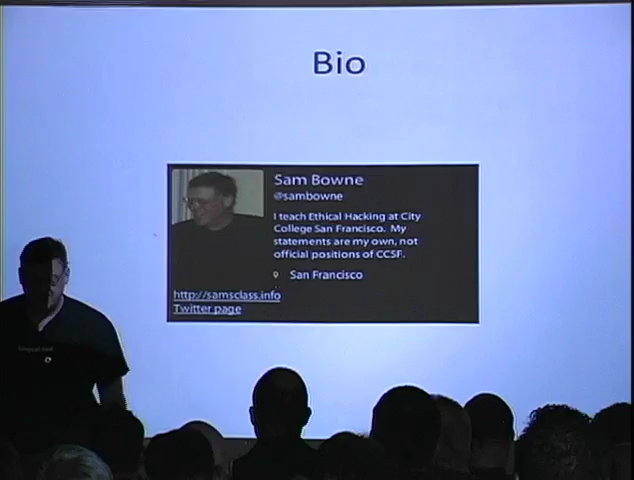 Bio
Sam Bowne
@sambowne
I teach Ethical Hacking at City
College San Francisco. My
statements are my own, not
official positions of CCSF.
San Francisco
http://samsclass.info
Twitter page